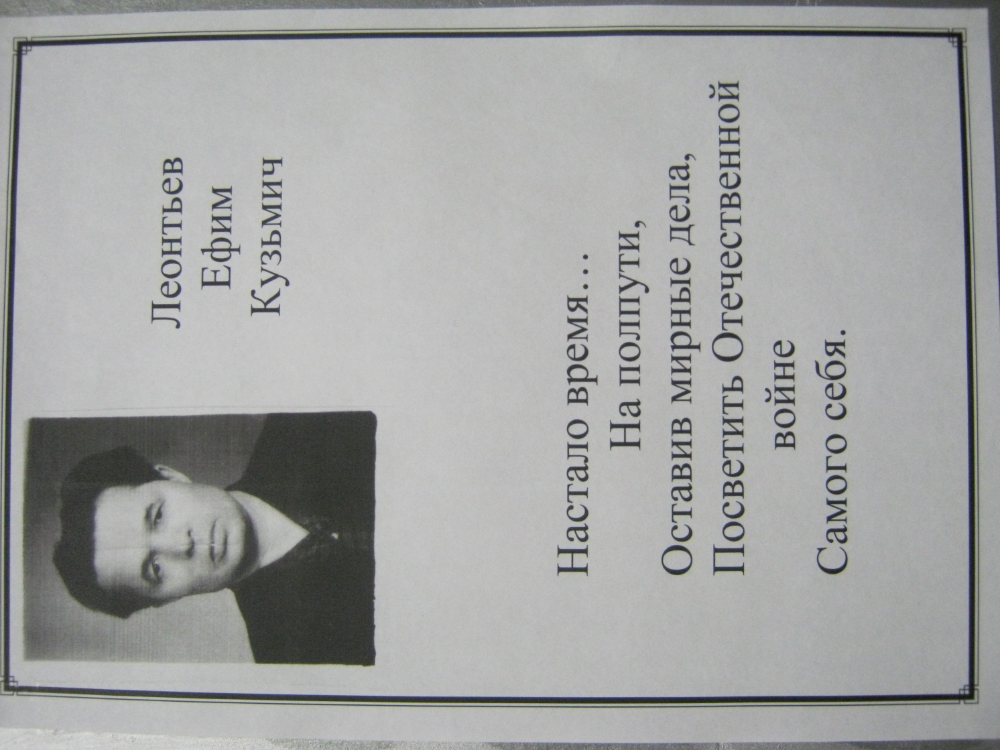 Леонтьев
Ефим
Кузьмич
Настало время…
На полпути,
Оставив мирные дела,
Посветить Отечественной
войне
Самого себя.